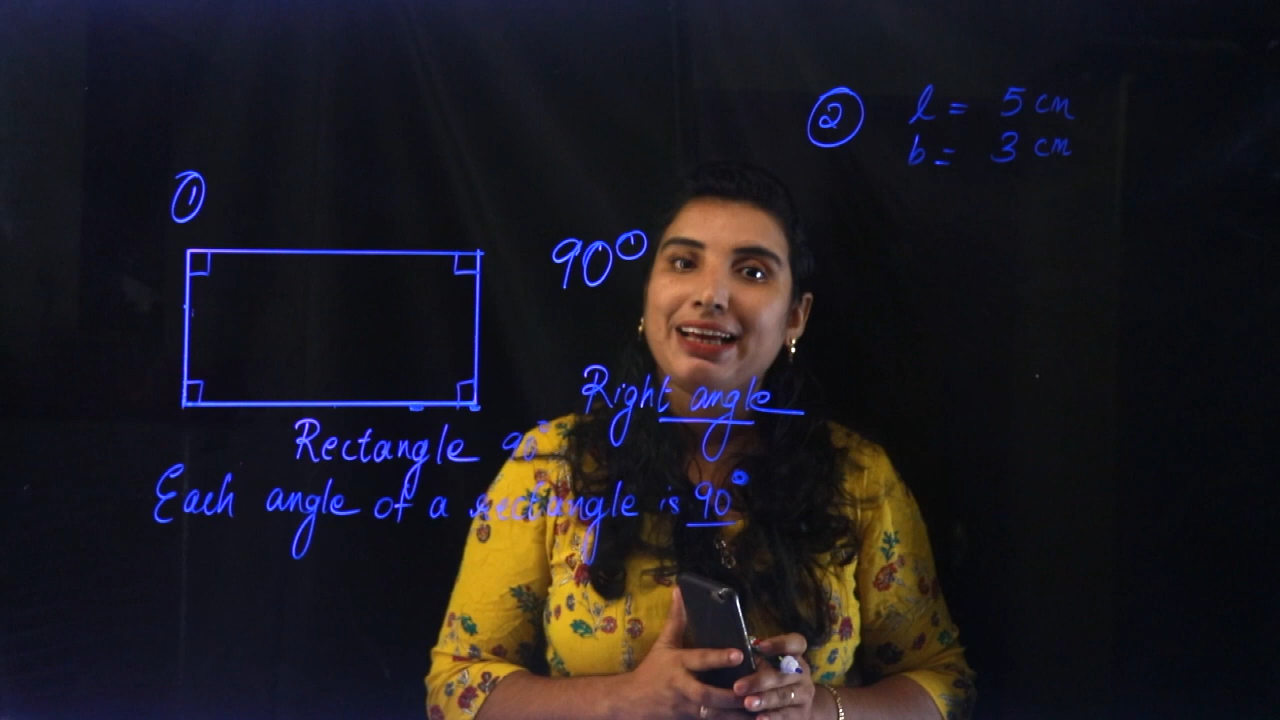 ①
90°
Right angle
Rectangle 90°
Each angle of a rectangle is 90°
② l = 5 cm
b = 3 cm